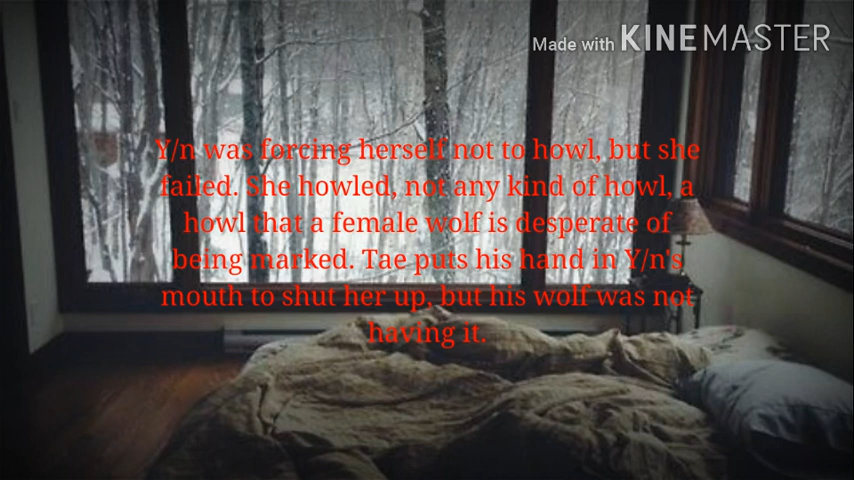 Made with KINEMASTER
Y/n was forcing herself not to howl, but she
failed. She howled, not any kind of howl, a
howl that a female wolf is desperate of
being marked. Tae puts his hand in Y/n's
mouth to shut her up, but his wolf was not
having it.